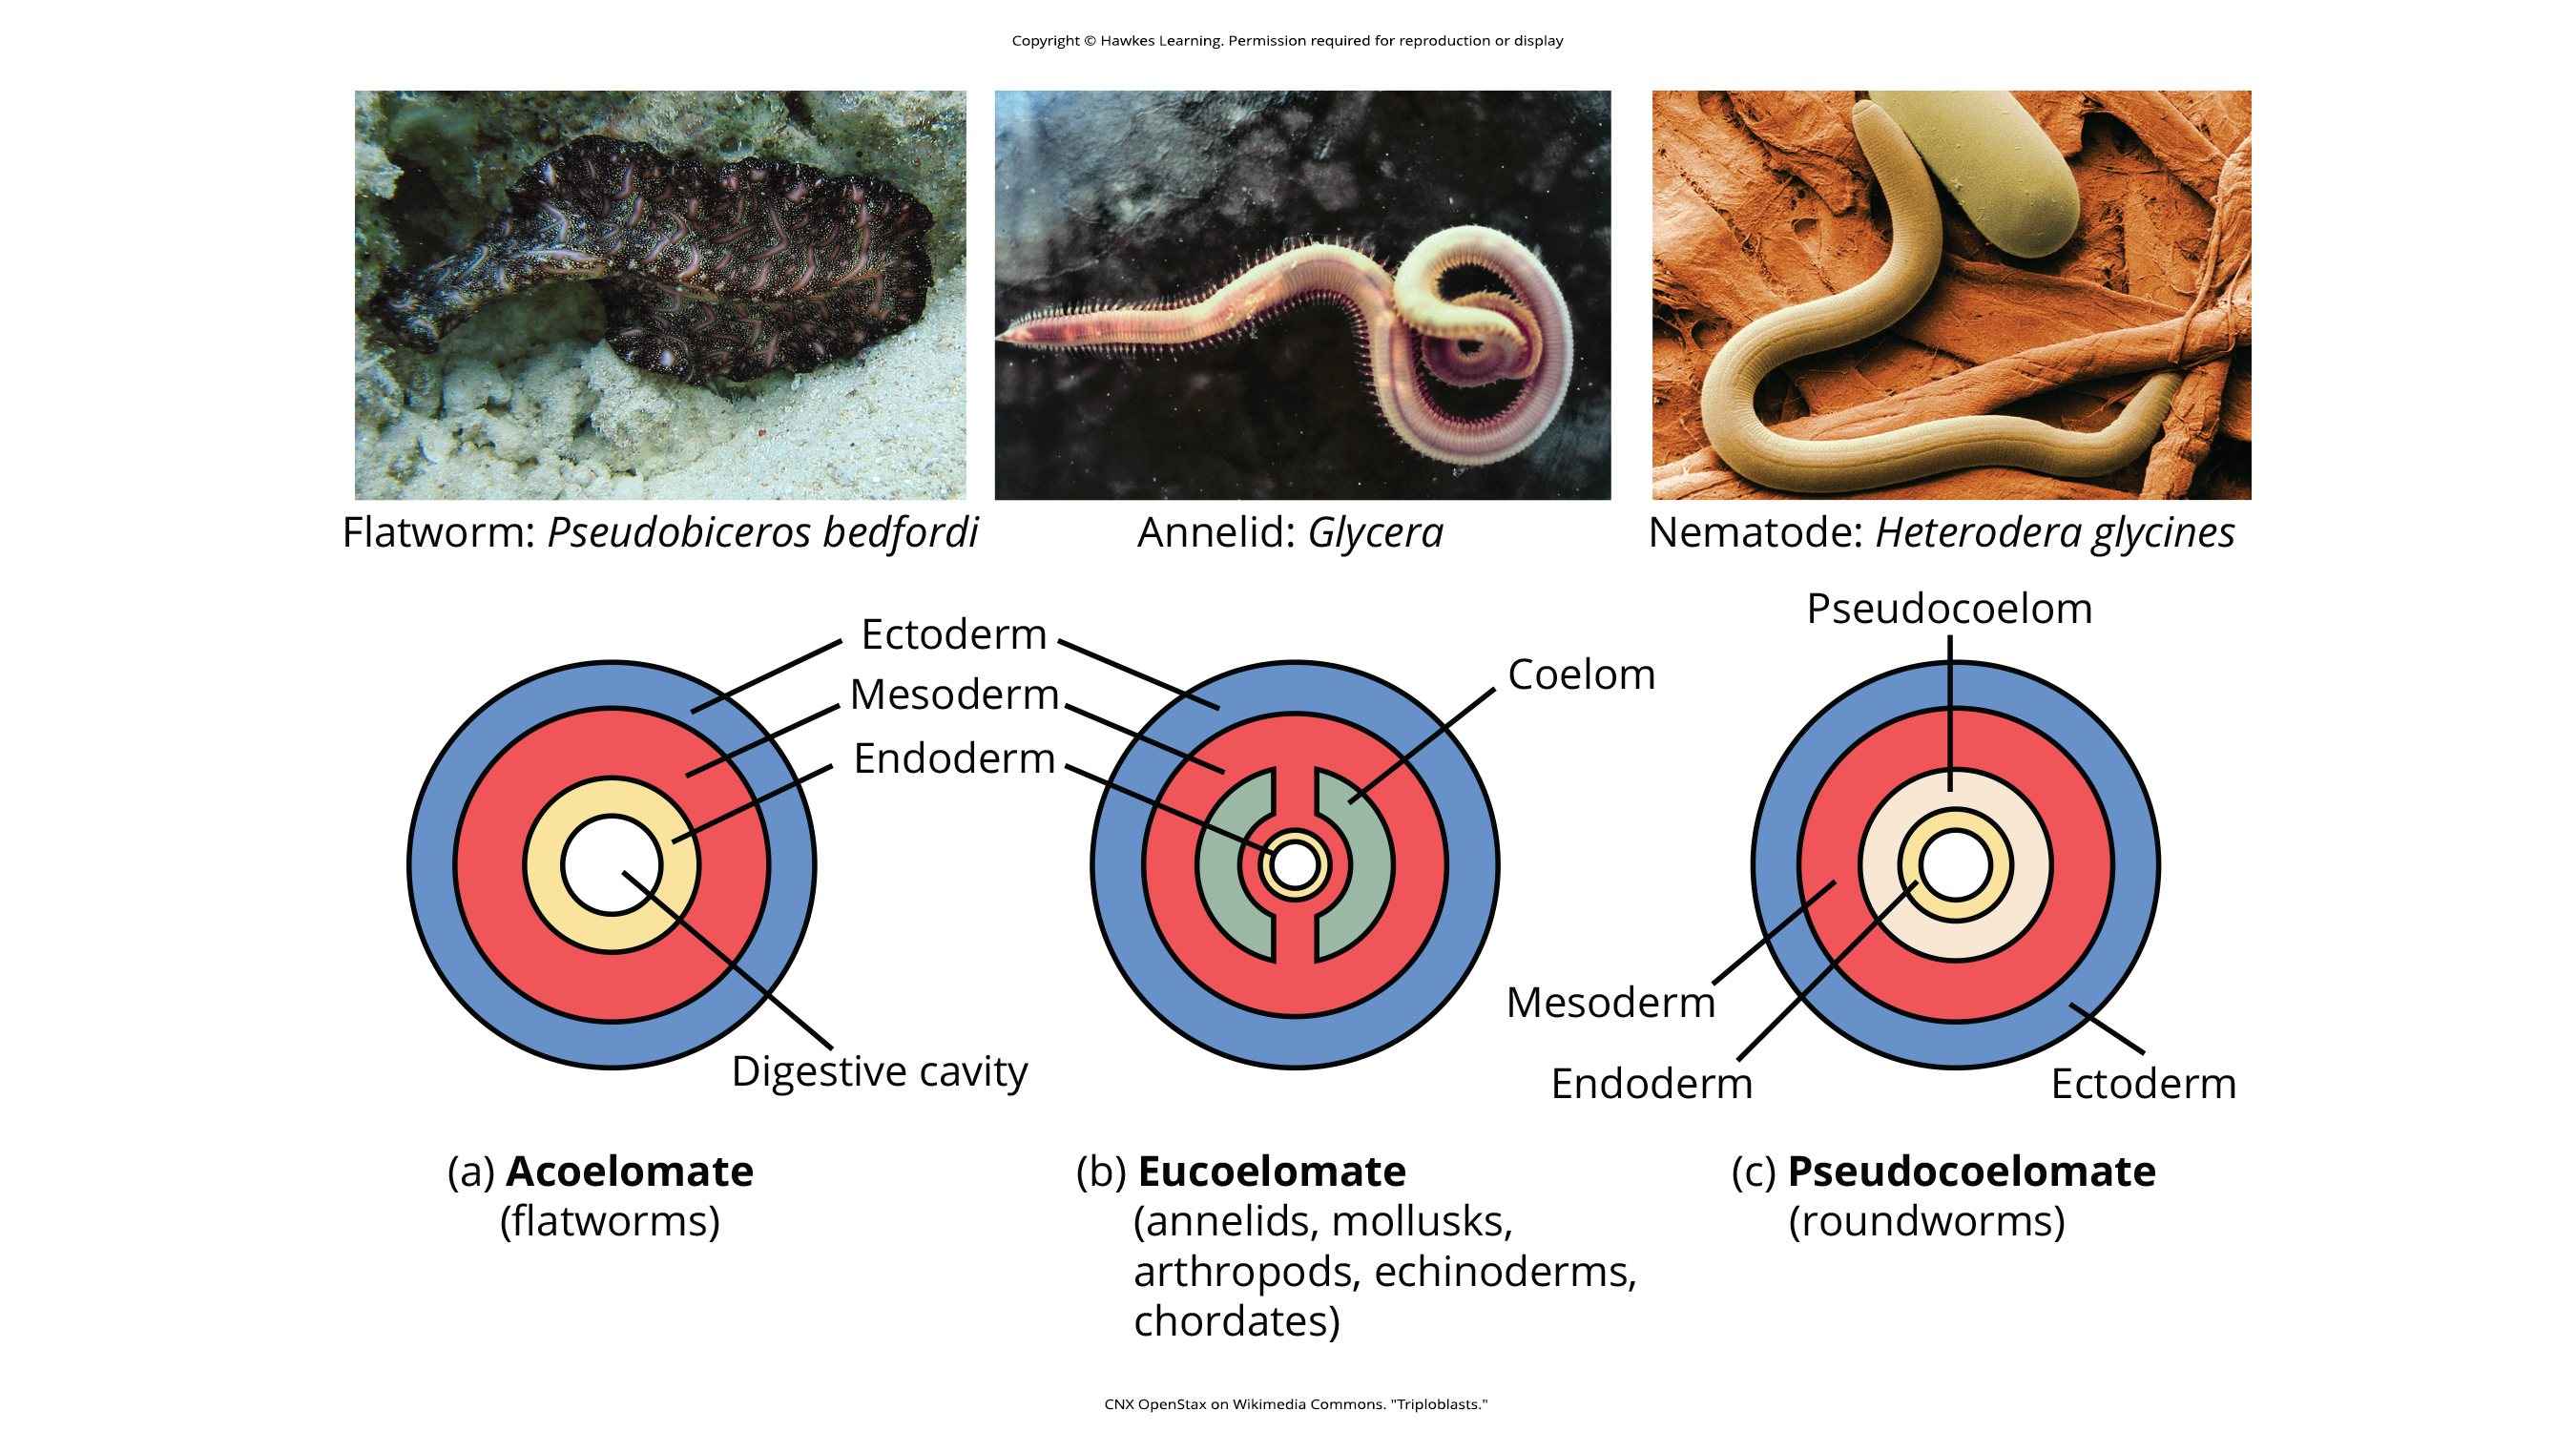 Copyright © Hawkes Learning. Permission required for reproduction or display
Flatworm: Pseudobiceros bedfordi
Annelid: Glycera
Nematode: Heterodera glycines
Ectoderm
Mesoderm
Endoderm
Digestive cavity
Coelom
Pseudocoelom
Mesoderm
Endoderm
Ectoderm
(a) Acoelomate
(flatworms)
(b) Eucoelomate
(annelids, mollusks,
arthropods, echinoderms,
chordates)
(c) Pseudocoelomate
(roundworms)
CNX OpenStax on Wikimedia Commons. "Triploblasts."